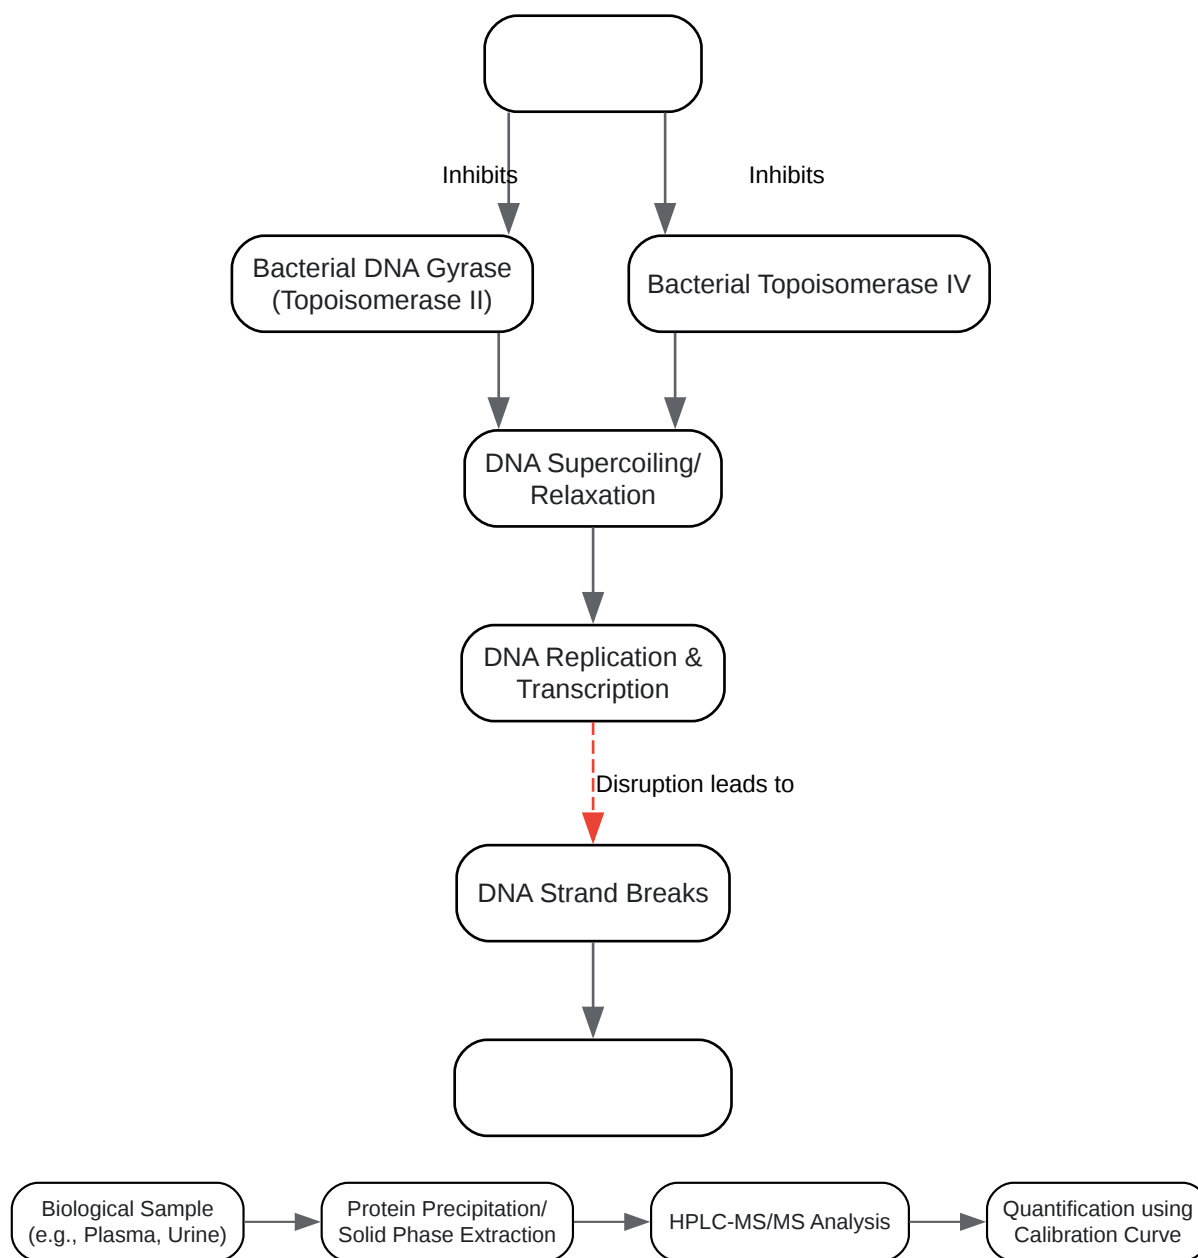 Inhibits
Inhibits
Bacterial DNA Gyrase
(Topoisomerase II)
Bacterial Topoisomerase IV
DNA Supercoiling/
Relaxation
DNA Replication &
Transcription
Disruption leads to
DNA Strand Breaks
Biological Sample
(e.g., Plasma, Urine)
Protein Precipitation/
Solid Phase Extraction
HPLC-MS/MS Analysis
Quantification using
Calibration Curve